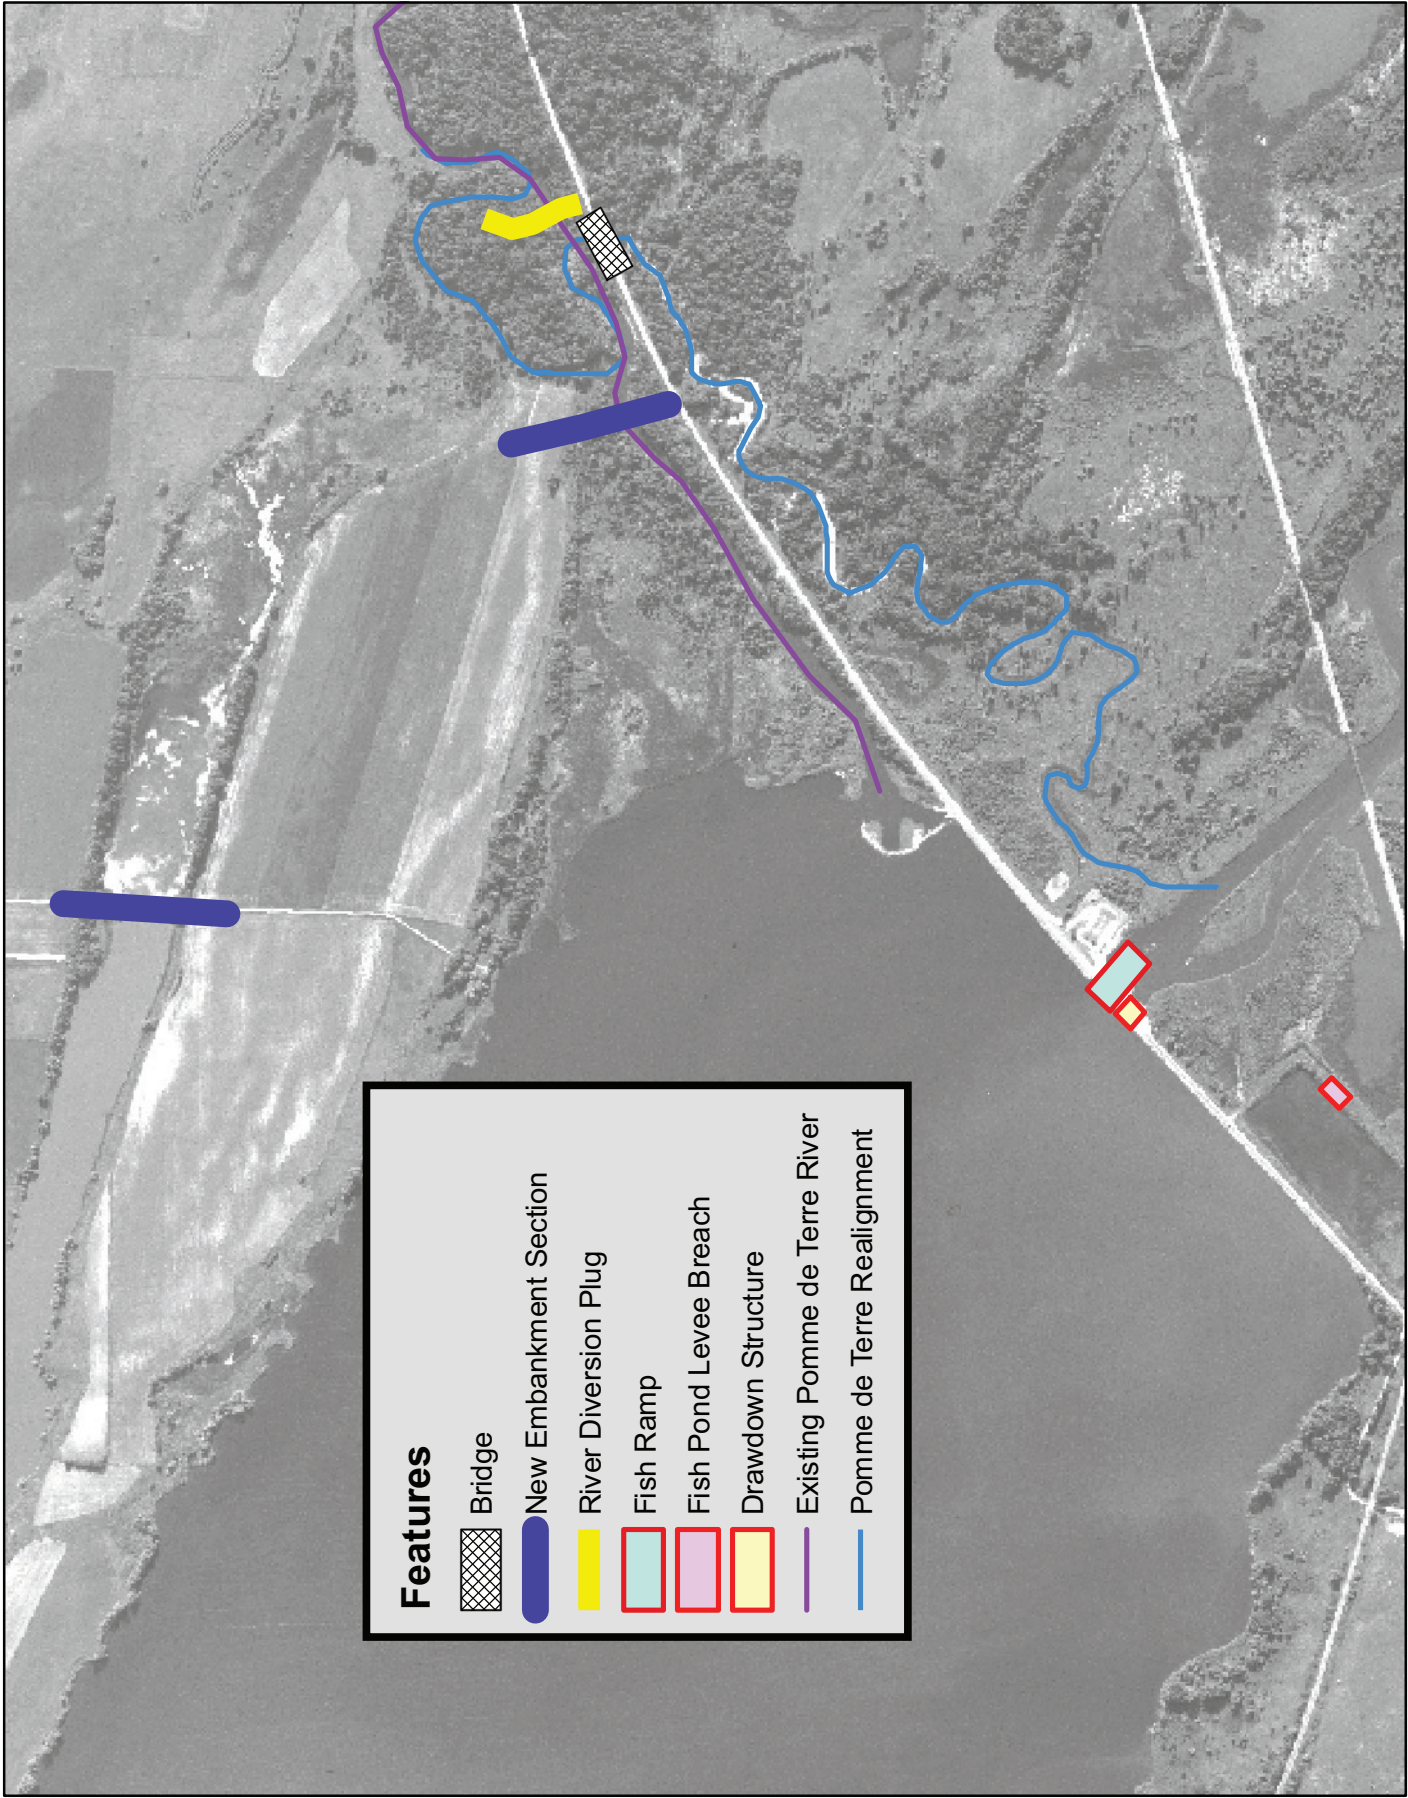 Features
Bridge
New Embankment Section
River Diversion Plug
Fish Ramp
Fish Pond Levee Breach
Drawdown Structure
Existing Pomme de Terre River
Pomme de Terre Realignment